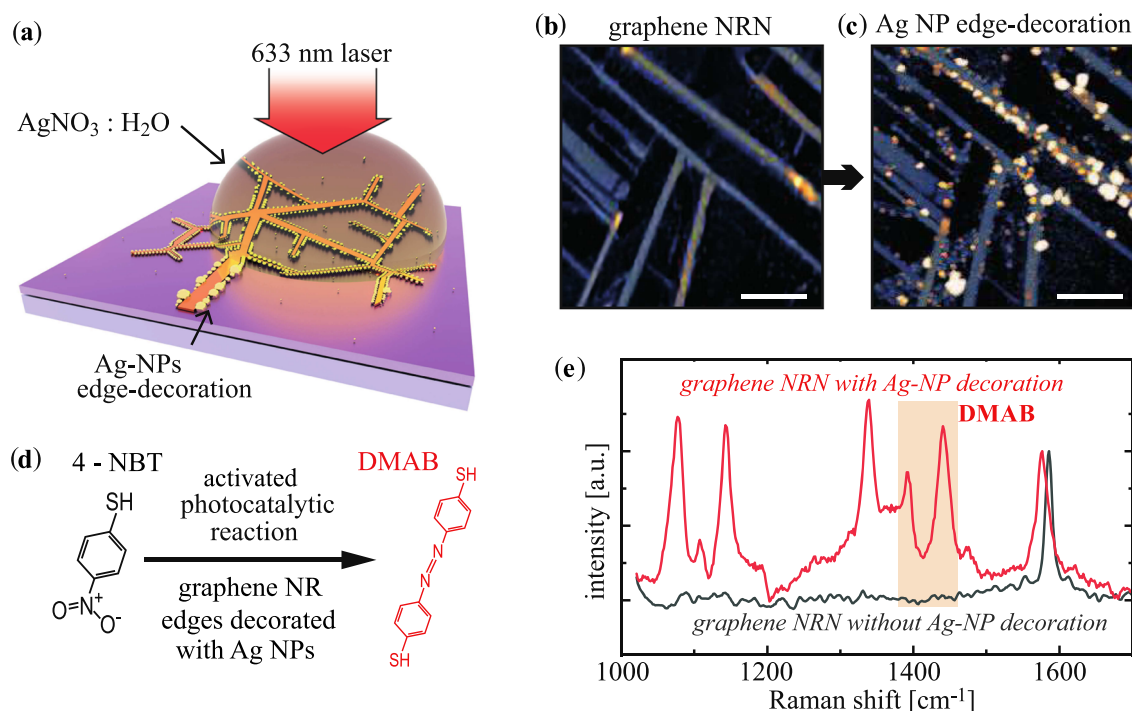 (a)
633 nm laser
AgNO₃ : H₂O
Ag-NPs
edge-decoration
(b)
graphene NRN
(c)
Ag NP edge-decoration
(d)
4 - NBT
SH
O
N⁺
O⁻
activated
photocatalytic
reaction
graphene NR
edges decorated
with Ag NPs
DMAB
SH
N
N
SH
(e)
graphene NRN with Ag-NP decoration
DMAB
graphene NRN without Ag-NP decoration
intensity [a.u.]
1000 1200 1400 1600
Raman shift [cm⁻¹]